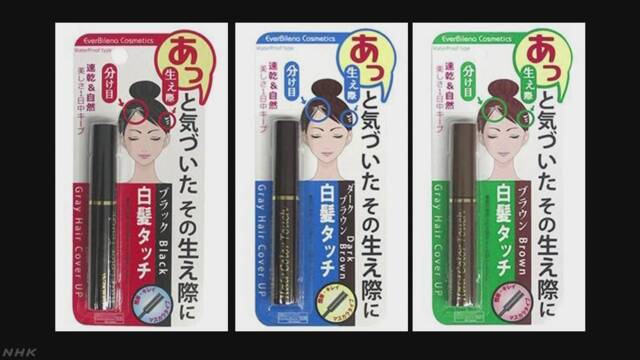 EverBilena Cosmetics
WaterProof type
あっ
と気づいた その生え際に
生え際
分け目
速乾&自然
美しさ1日中キープ
ブラック Black
白髪タッチ
Gray Hair Cover UP
EverBilena Cosmetics
WaterProof type
あっ
と気づいた その生え際に
生え際
分け目
速乾&自然
美しさ1日中キープ
ダークブラウン Dark Brown
白髪タッチ
Gray Hair Cover UP
EverBilena Cosmetics
WaterProof type
あっ
と気づいた その生え際に
生え際
分け目
速乾&自然
美しさ1日中キープ
ブラウン Brown
白髪タッチ
Gray Hair Cover UP
NHK